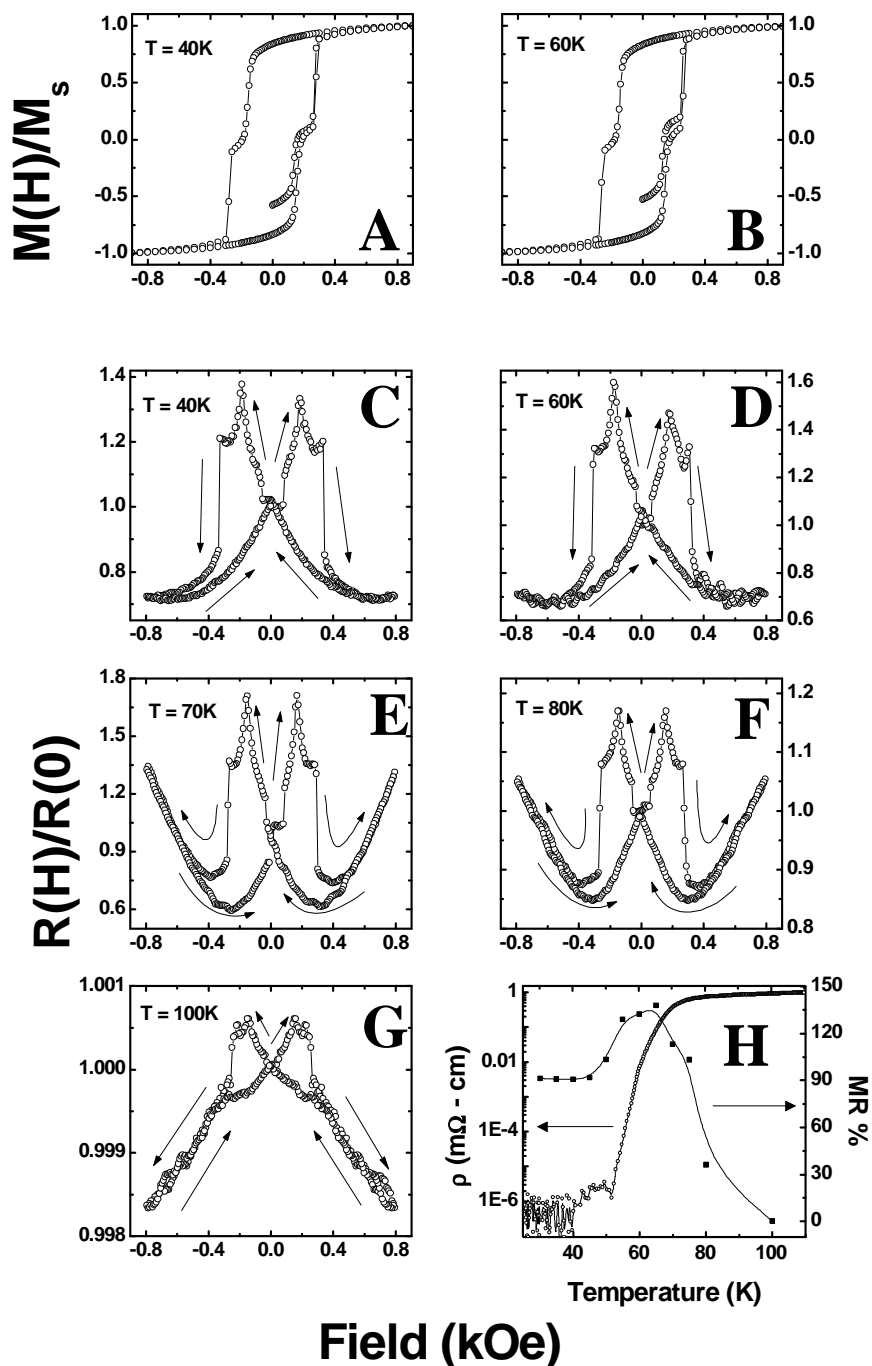 M(H)/Ms
1.0
0.5
0.0
-0.5
-1.0
T = 40K
A
-0.8 -0.4 0.0 0.4 0.8
T = 60K
B
1.0
0.5
0.0
-0.5
-1.0
-0.8 -0.4 0.0 0.4 0.8
R(H)/R(0)
1.4
1.2
1.0
0.8
T = 40K
C
-0.8 -0.4 0.0 0.4 0.8
T = 60K
D
1.6
1.4
1.2
1.0
0.8
0.6
-0.8 -0.4 0.0 0.4 0.8
1.8
1.5
1.2
0.9
0.6
T = 70K
E
-0.8 -0.4 0.0 0.4 0.8
T = 80K
F
1.2
1.1
1.0
0.9
0.8
-0.8 -0.4 0.0 0.4 0.8
1.001
1.000
0.999
0.998
T = 100K
G
-0.8 -0.4 0.0 0.4 0.8
ρ (mΩ - cm)
1
0.01
1E-4
1E-6
H
150
120
90
60
30
0
MR %
40 60 80 100
Temperature (K)
Field (kOe)